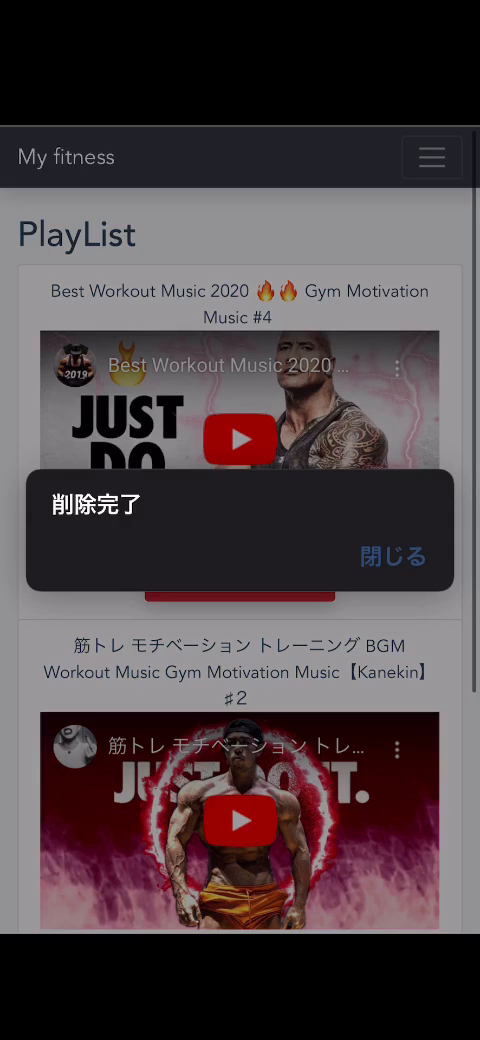 My fitness
PlayList
Best Workout Music 2020 🔥🔥 Gym Motivation
Music #4
2019
Best Workout Music 2020 ...
JUST
DO
削除完了
閉じる
筋トレ モチベーション トレーニング BGM
Workout Music Gym Motivation Music【Kanekin】
♯2
筋トレ モチベーション トレ...
JUST DO IT.